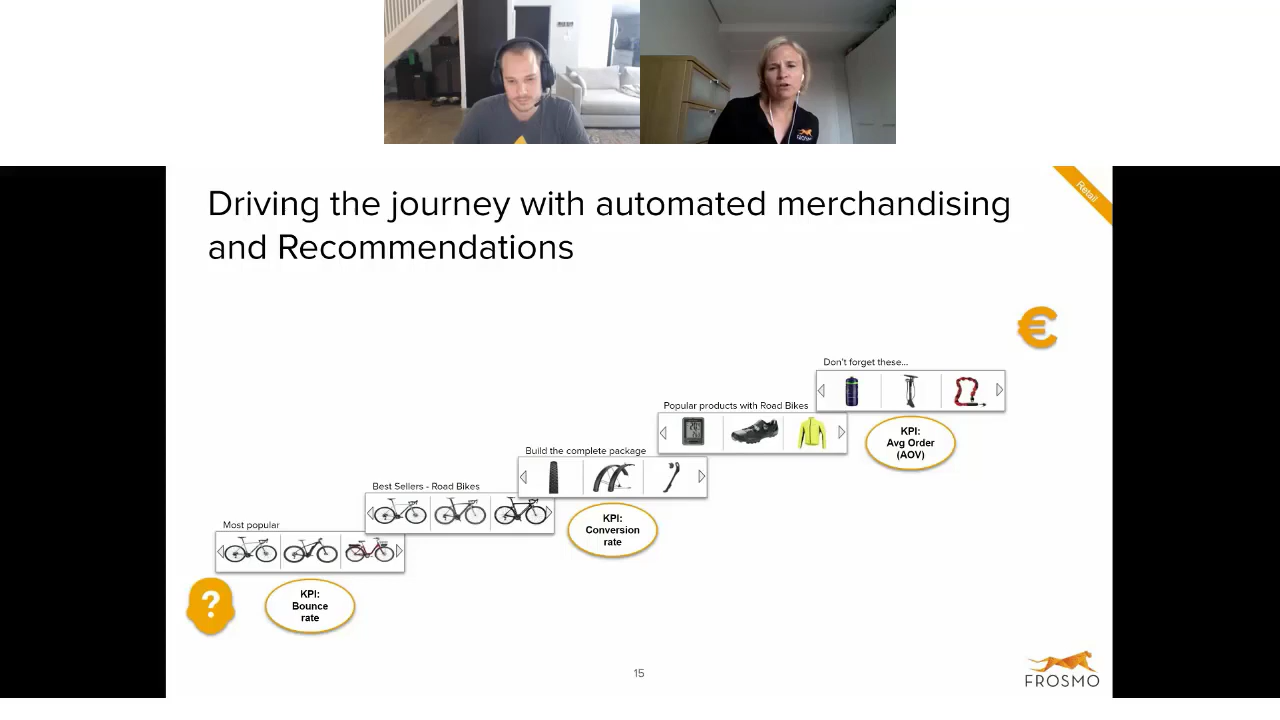 FROSMO
Retail
Driving the journey with automated merchandising
and Recommendations
€
Don't forget these...
Popular products with Road Bikes
KPI:
Avg Order
(AOV)
Build the complete package
Best Sellers - Road Bikes
KPI:
Conversion
rate
Most popular
?
KPI:
Bounce
rate
15
FROSMO